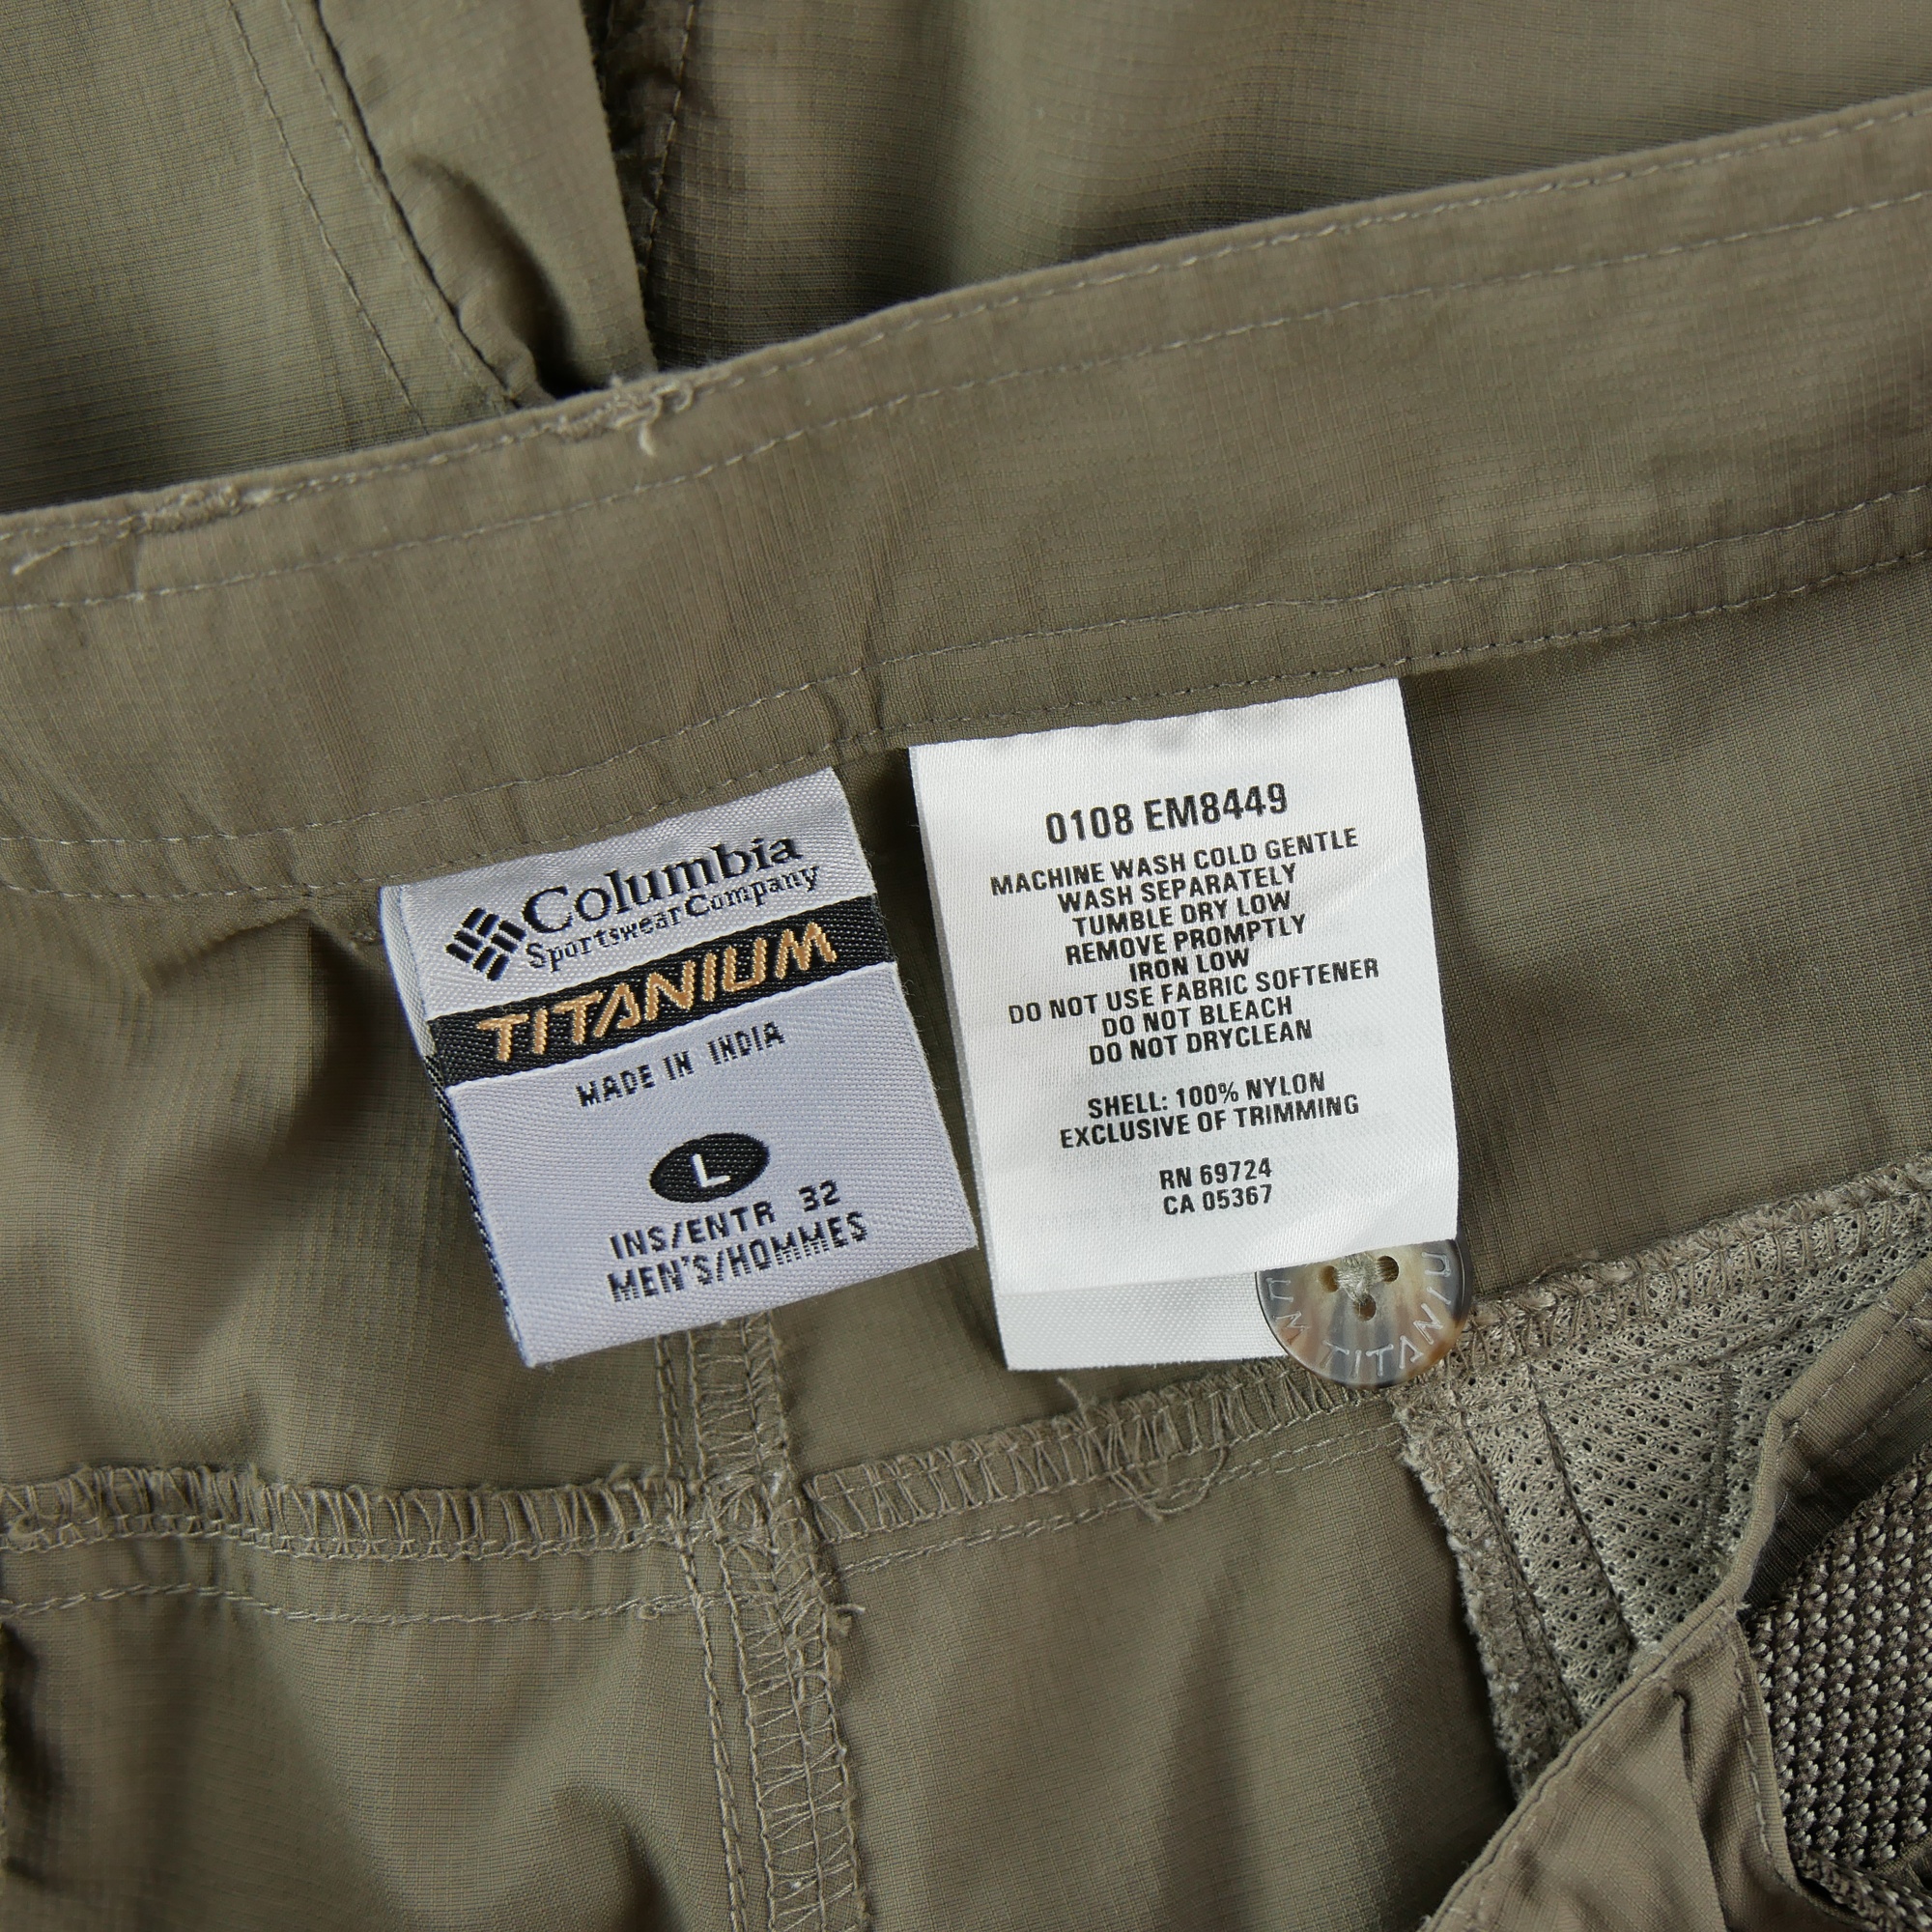 Columbia
Sportswear Company
TITANIUM
MADE IN INDIA
L
INS/ENTR 32
MEN'S/HOMMES
0108 EM8449
MACHINE WASH COLD GENTLE
WASH SEPARATELY
TUMBLE DRY LOW
REMOVE PROMPTLY
IRON LOW
DO NOT USE FABRIC SOFTENER
DO NOT BLEACH
DO NOT DRYCLEAN
SHELL: 100% NYLON
EXCLUSIVE OF TRIMMING
RN 69724
CA 05367
TITANIU